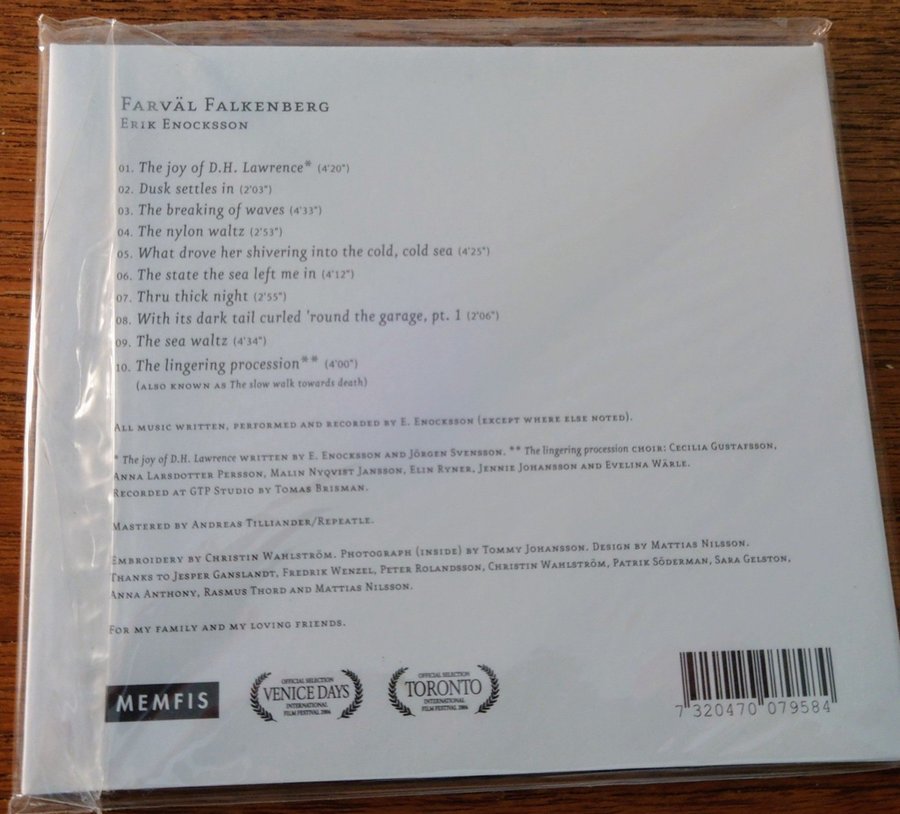 FARVÄL FALKENBERG
ERIK ENOCKSSON
01. The joy of D.H. Lawrence* (4'20")
02. Dusk settles in (2'03")
03. The breaking of waves (4'33")
04. The nylon waltz (2'53")
05. What drove her shivering into the cold, cold sea (4'25")
06. The state the sea left me in (4'12")
07. Thru thick night (2'55")
08. With its dark tail curled 'round the garage, pt. 1 (2'06")
09. The sea waltz (4'34")
10. The lingering procession** (4'00")
(ALSO KNOWN AS The slow walk towards death)
ALL MUSIC WRITTEN, PERFORMED AND RECORDED BY E. ENOCKSSON (EXCEPT WHERE ELSE NOTED).
* The joy of D.H. Lawrence WRITTEN BY E. ENOCKSSON AND JÖRGEN SVENSSON. ** The lingering procession CHOIR: CECILIA GUSTAFSSON,
ANNA LARSDOTTER PERSSON, MALIN NYQVIST JANSSON, ELIN RYNER, JENNIE JOHANSSON AND EVELINA WÄRLE.
RECORDED AT GTP STUDIO BY TOMAS BRISMAN.
MASTERED BY ANDREAS TILLIANDER/REPEATLE.
EMBROIDERY BY CHRISTIN WAHLSTRÖM. PHOTOGRAPH (INSIDE) BY TOMMY JOHANSSON. DESIGN BY MATTIAS NILSSON.
THANKS TO JESPER GANSLANDT, FREDRIK WENZEL, PETER ROLANDSSON, CHRISTIN WAHLSTRÖM, PATRIK SÖDERMAN, SARA GELSTON,
ANNA ANTHONY, RASMUS THORD AND MATTIAS NILSSON.
FOR MY FAMILY AND MY LOVING FRIENDS.
MEMFIS
OFFICIAL SELECTION
VENICE DAYS
INTERNATIONAL
FILM FESTIVAL 2006
OFFICIAL SELECTION
TORONTO
INTERNATIONAL
FILM FESTIVAL 2006
7 320470 079584